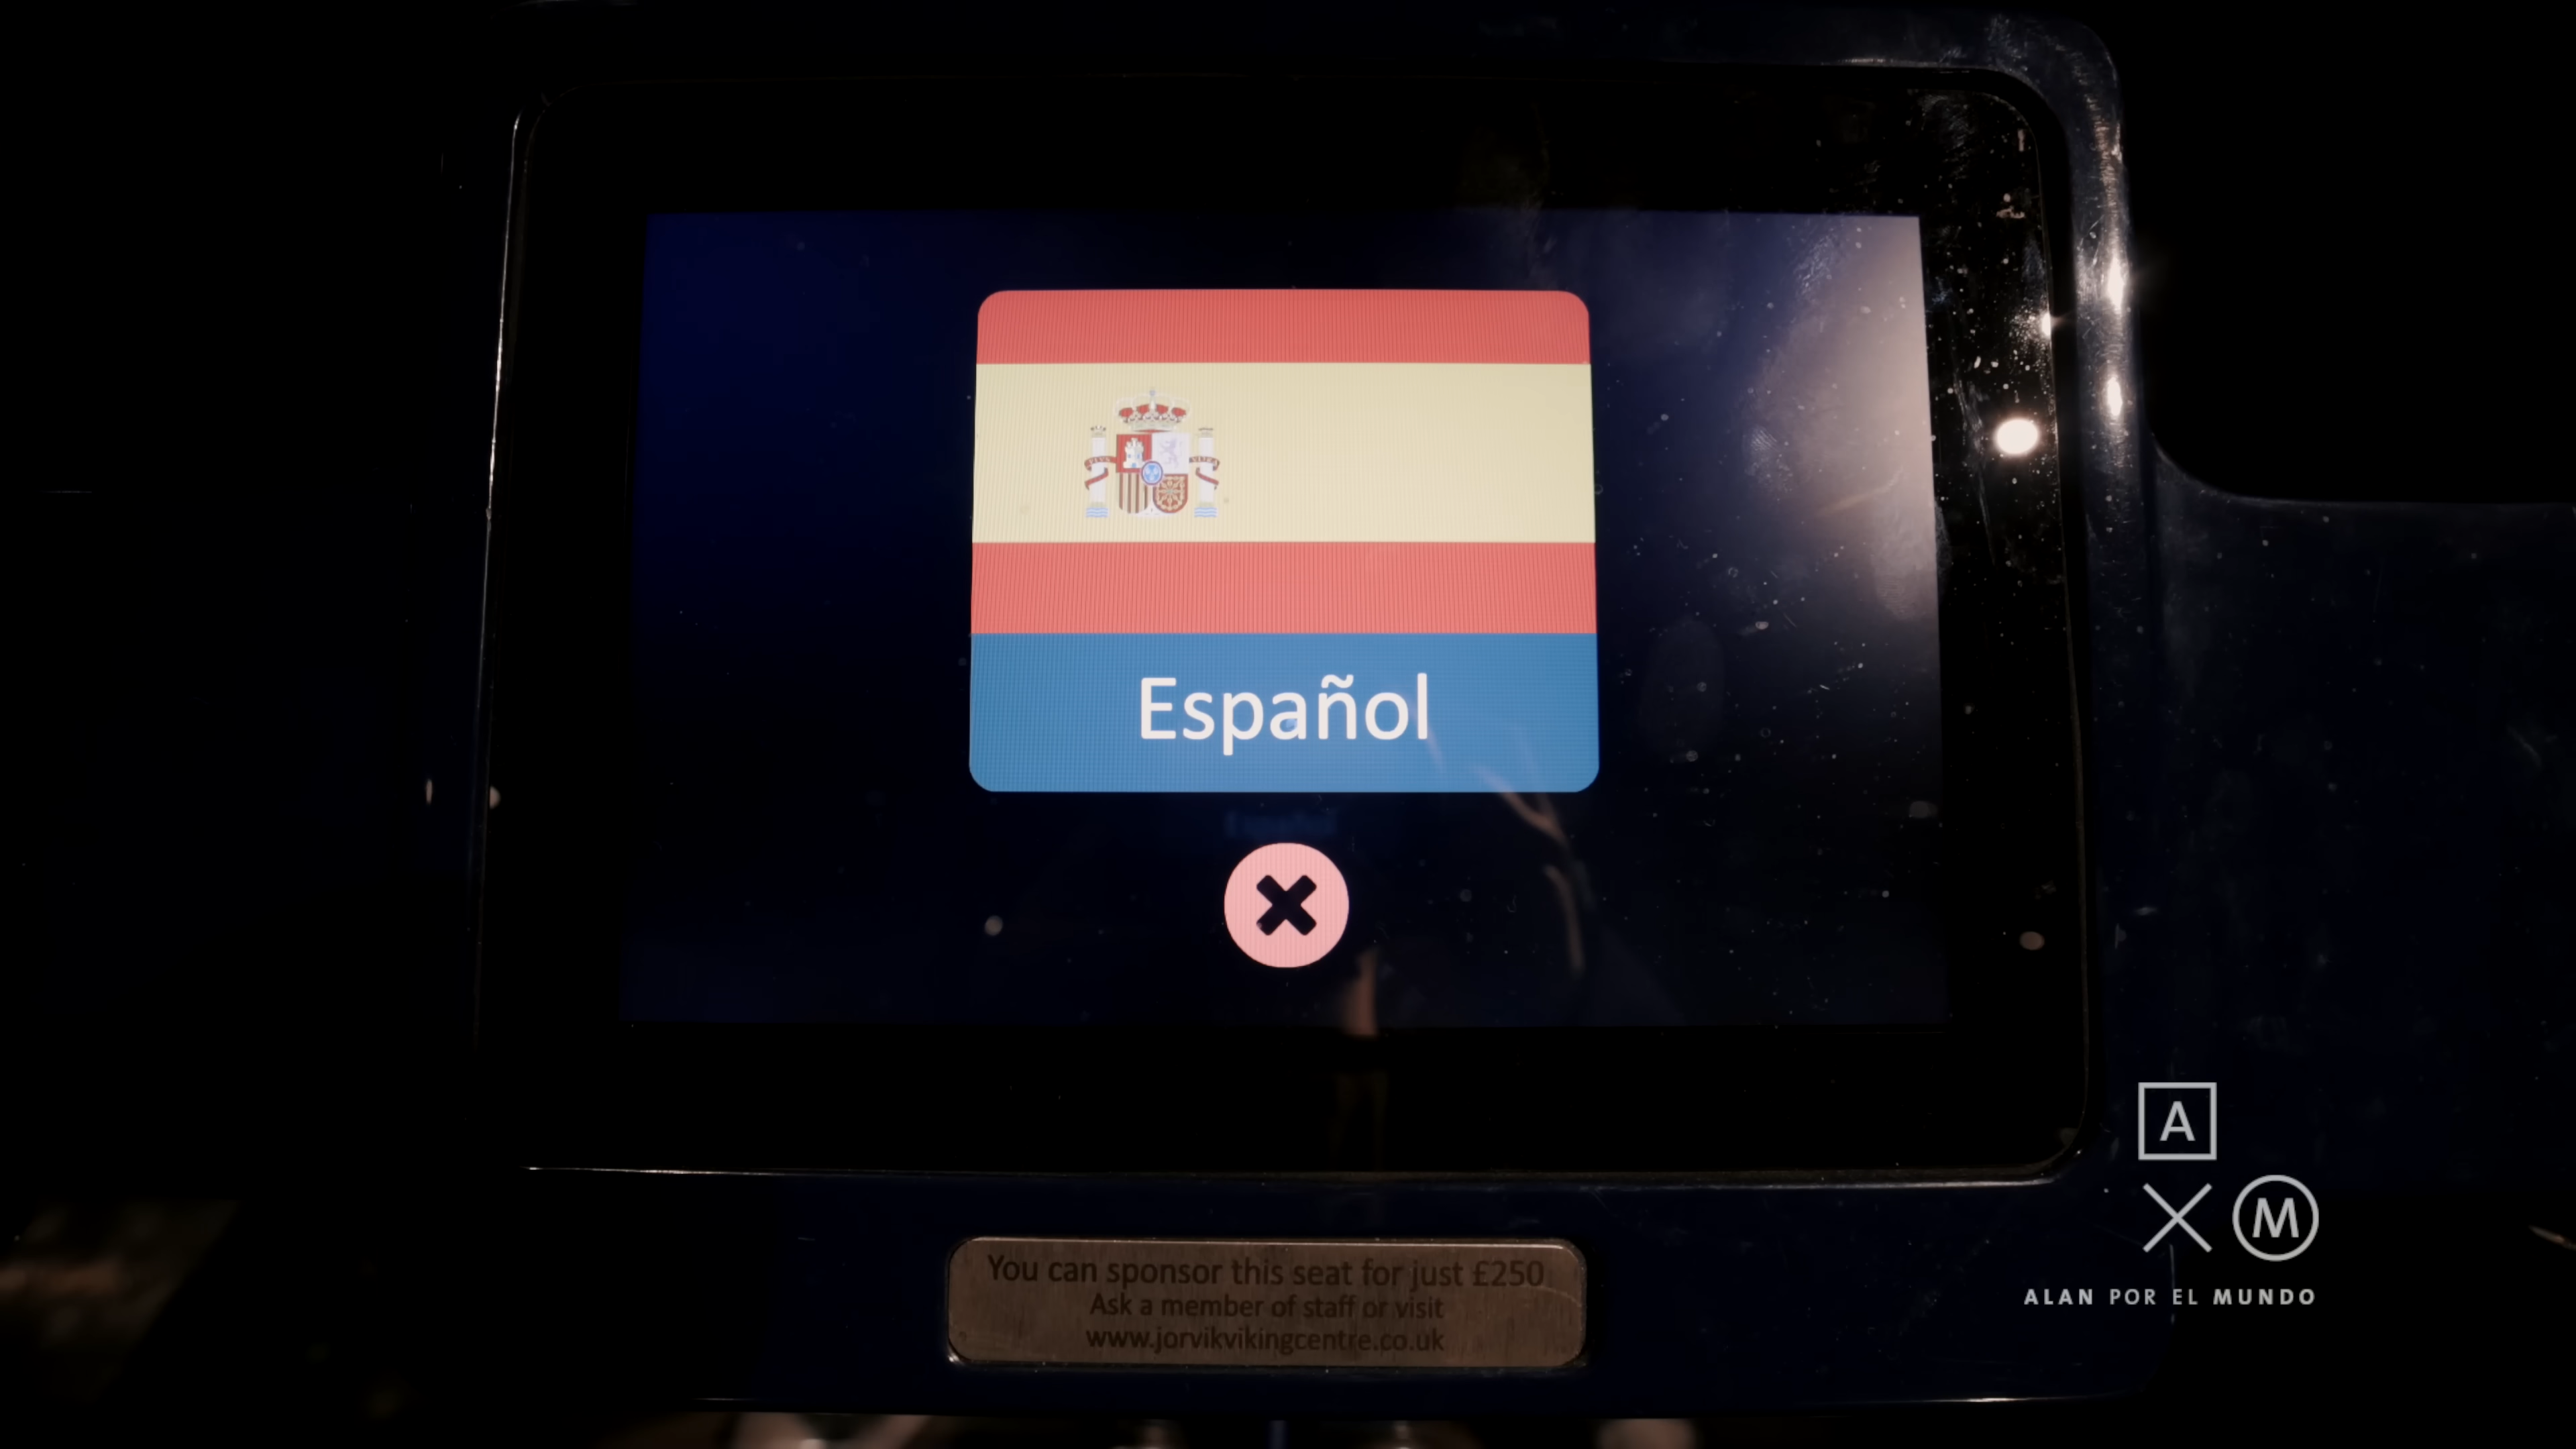 Español
You can sponsor this seat for just £250
Ask a member of staff or visit
www.jorvikvikingcentre.co.uk
A
M
ALAN POR EL MUNDO